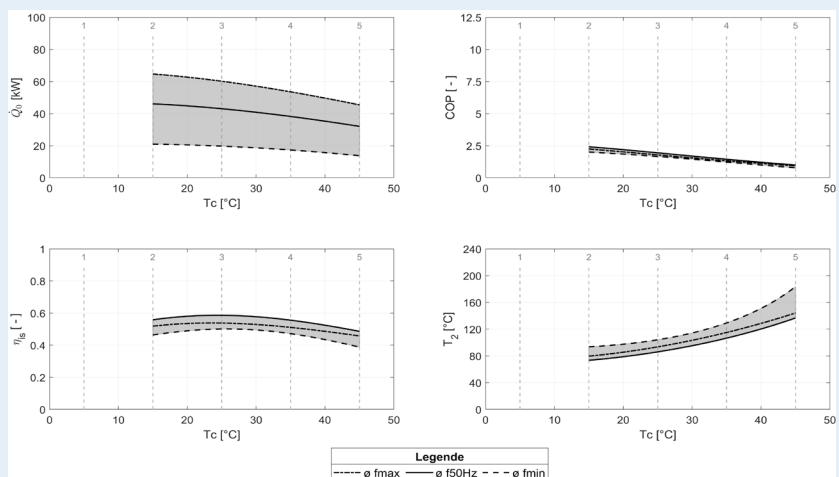 1 2 3 4 5
100
80
60
40
20
0
Q̇₀ [kW]
0 10 20 30 40 50
Tc [°C]
1 2 3 4 5
12.5
10
7.5
5
2.5
0
COP [ - ]
0 10 20 30 40 50
Tc [°C]
1 2 3 4 5
1
0.8
0.6
0.4
0.2
0
η_is [ - ]
0 10 20 30 40 50
Tc [°C]
1 2 3 4 5
240
200
160
120
80
40
0
T₂ [°C]
0 10 20 30 40 50
Tc [°C]
Legende
ø fmax ø f50Hz ø fmin